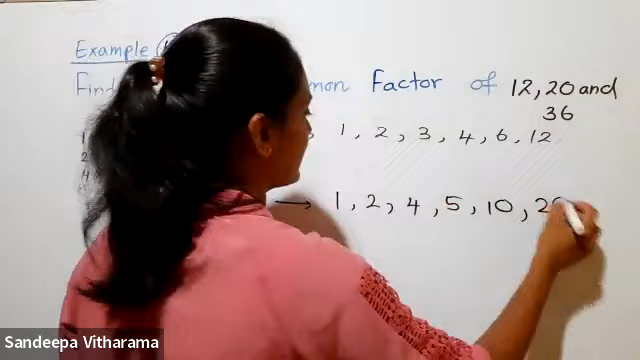 Example
Find mon Factor of 12, 20 and
36
1, 2, 3, 4, 6, 12
→ 1, 2, 4, 5, 10, 20
Sandeepa Vitharama